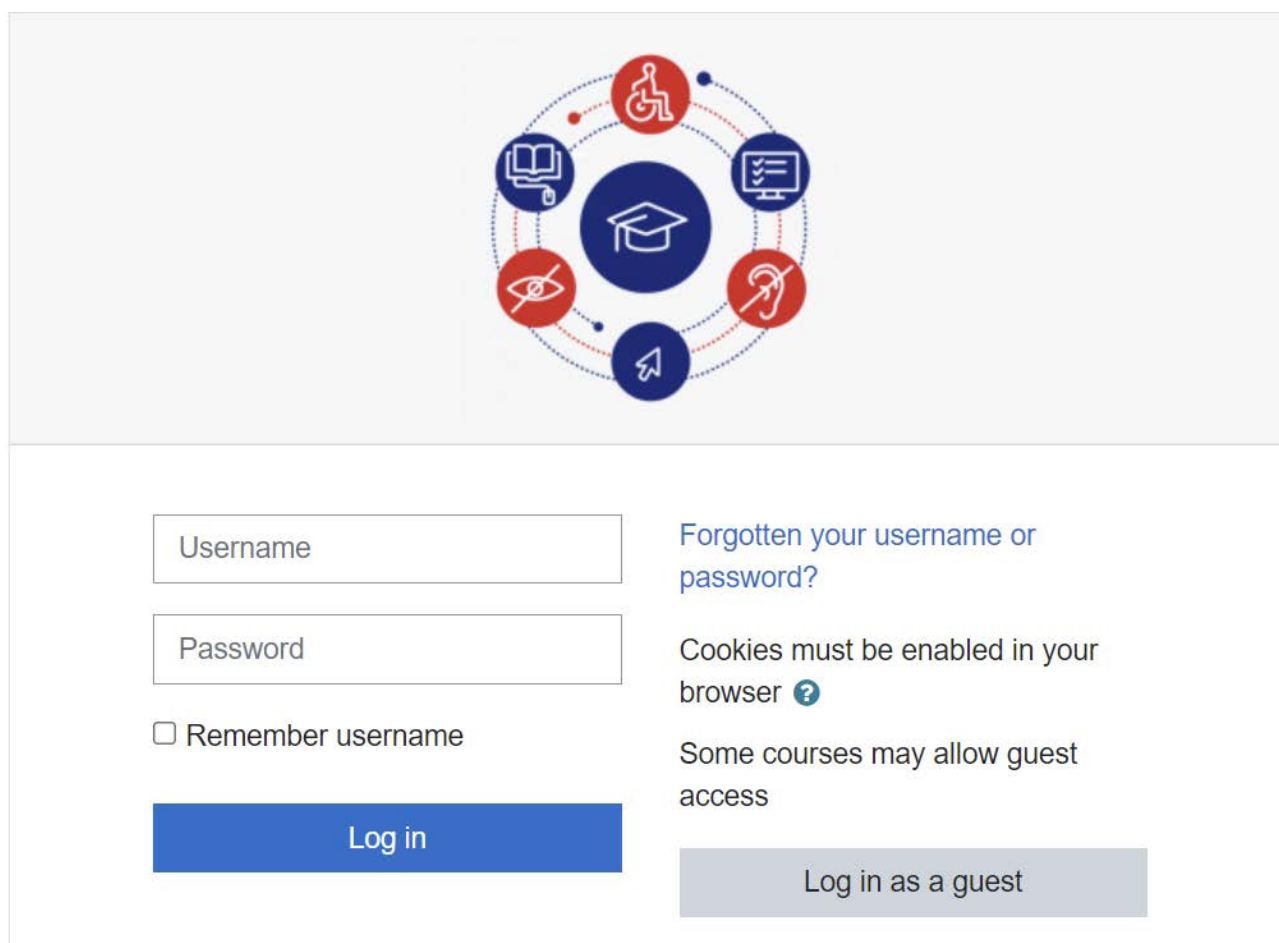 Username
Password
Remember username
Log in
Forgotten your username or
password?
Cookies must be enabled in your
browser ?
Some courses may allow guest
access
Log in as a guest